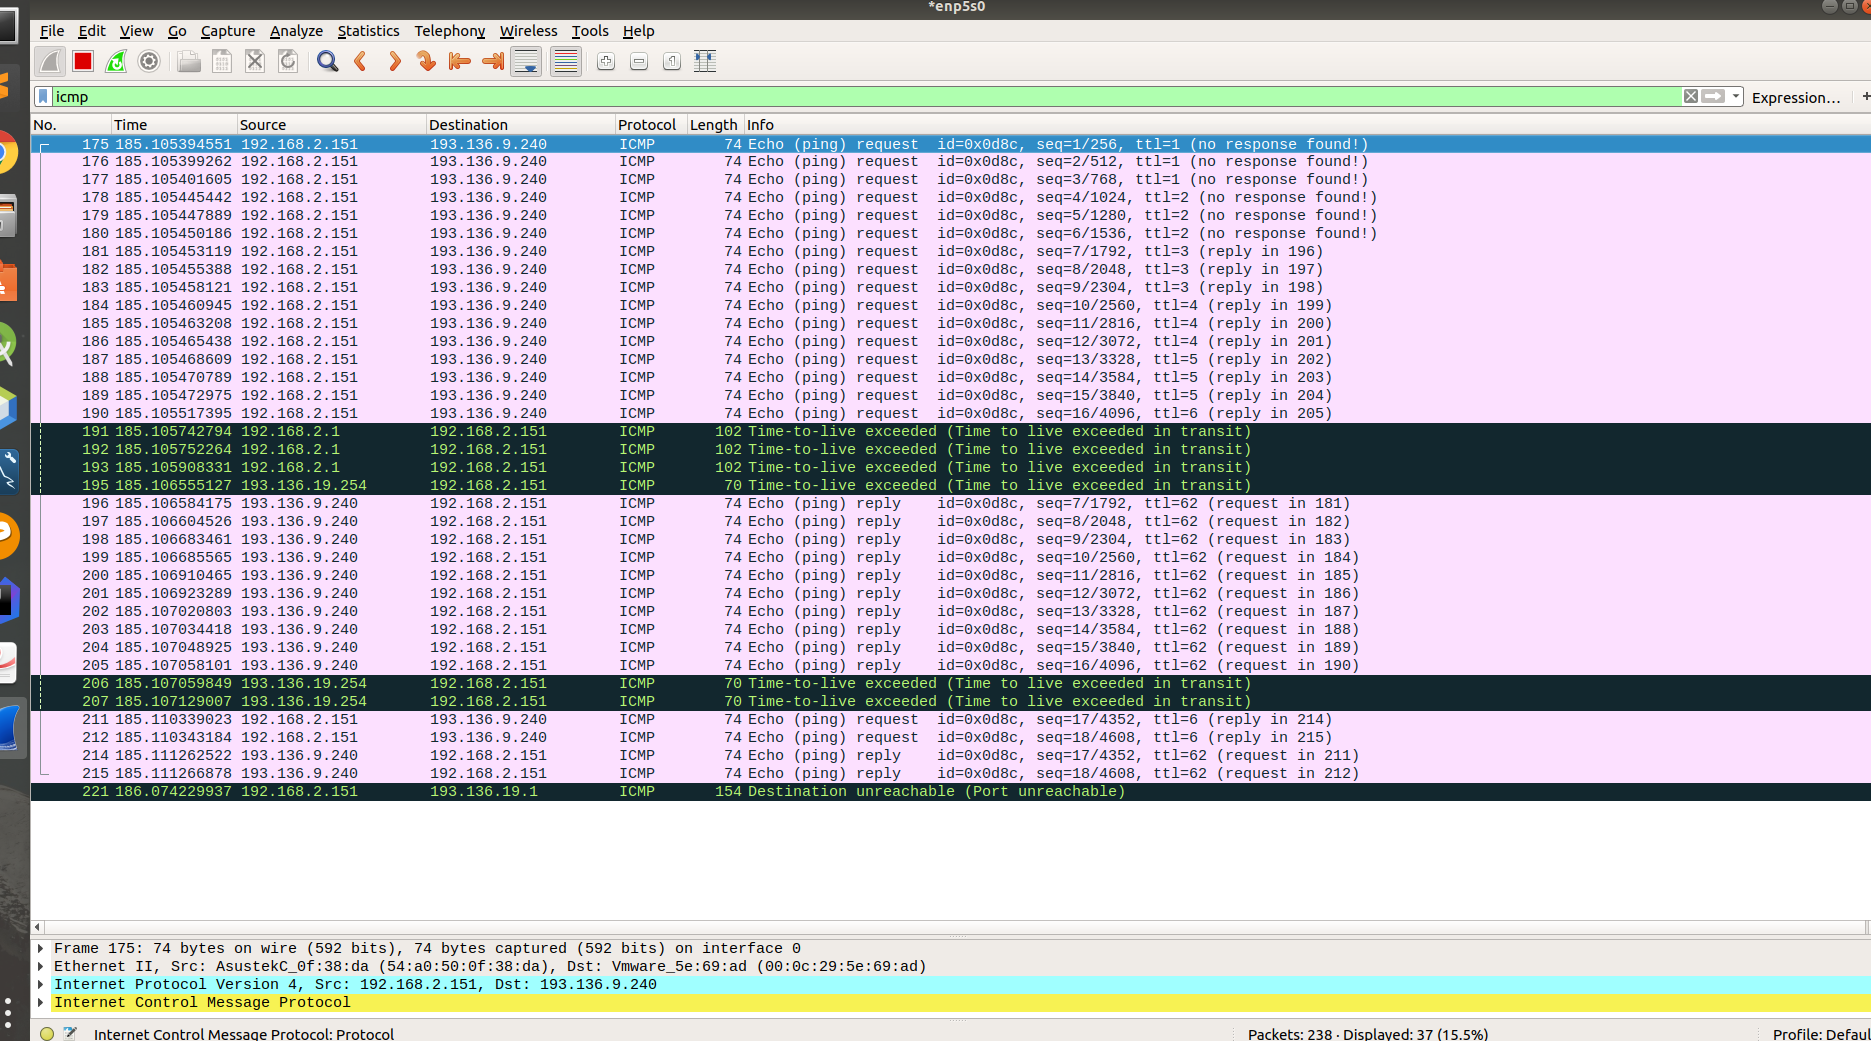 *enp5s0
File Edit View Go Capture Analyze Statistics Telephony Wireless Tools Help
icmp Expression… +
No. Time Source Destination Protocol Length Info
175 185.105394551 192.168.2.151 193.136.9.240 ICMP 74 Echo (ping) request id=0x0d8c, seq=1/256, ttl=1 (no response found!)
176 185.105399262 192.168.2.151 193.136.9.240 ICMP 74 Echo (ping) request id=0x0d8c, seq=2/512, ttl=1 (no response found!)
177 185.105401605 192.168.2.151 193.136.9.240 ICMP 74 Echo (ping) request id=0x0d8c, seq=3/768, ttl=1 (no response found!)
178 185.105445442 192.168.2.151 193.136.9.240 ICMP 74 Echo (ping) request id=0x0d8c, seq=4/1024, ttl=2 (no response found!)
179 185.105447889 192.168.2.151 193.136.9.240 ICMP 74 Echo (ping) request id=0x0d8c, seq=5/1280, ttl=2 (no response found!)
180 185.105450186 192.168.2.151 193.136.9.240 ICMP 74 Echo (ping) request id=0x0d8c, seq=6/1536, ttl=2 (no response found!)
181 185.105453119 192.168.2.151 193.136.9.240 ICMP 74 Echo (ping) request id=0x0d8c, seq=7/1792, ttl=3 (reply in 196)
182 185.105455388 192.168.2.151 193.136.9.240 ICMP 74 Echo (ping) request id=0x0d8c, seq=8/2048, ttl=3 (reply in 197)
183 185.105458121 192.168.2.151 193.136.9.240 ICMP 74 Echo (ping) request id=0x0d8c, seq=9/2304, ttl=3 (reply in 198)
184 185.105460945 192.168.2.151 193.136.9.240 ICMP 74 Echo (ping) request id=0x0d8c, seq=10/2560, ttl=4 (reply in 199)
185 185.105463208 192.168.2.151 193.136.9.240 ICMP 74 Echo (ping) request id=0x0d8c, seq=11/2816, ttl=4 (reply in 200)
186 185.105465438 192.168.2.151 193.136.9.240 ICMP 74 Echo (ping) request id=0x0d8c, seq=12/3072, ttl=4 (reply in 201)
187 185.105468609 192.168.2.151 193.136.9.240 ICMP 74 Echo (ping) request id=0x0d8c, seq=13/3328, ttl=5 (reply in 202)
188 185.105470789 192.168.2.151 193.136.9.240 ICMP 74 Echo (ping) request id=0x0d8c, seq=14/3584, ttl=5 (reply in 203)
189 185.105472975 192.168.2.151 193.136.9.240 ICMP 74 Echo (ping) request id=0x0d8c, seq=15/3840, ttl=5 (reply in 204)
190 185.105517395 192.168.2.151 193.136.9.240 ICMP 74 Echo (ping) request id=0x0d8c, seq=16/4096, ttl=6 (reply in 205)
191 185.105742794 192.168.2.1 192.168.2.151 ICMP 102 Time-to-live exceeded (Time to live exceeded in transit)
192 185.105752264 192.168.2.1 192.168.2.151 ICMP 102 Time-to-live exceeded (Time to live exceeded in transit)
193 185.105908331 192.168.2.1 192.168.2.151 ICMP 102 Time-to-live exceeded (Time to live exceeded in transit)
195 185.106555127 193.136.19.254 192.168.2.151 ICMP 70 Time-to-live exceeded (Time to live exceeded in transit)
196 185.106584175 193.136.9.240 192.168.2.151 ICMP 74 Echo (ping) reply id=0x0d8c, seq=7/1792, ttl=62 (request in 181)
197 185.106604526 193.136.9.240 192.168.2.151 ICMP 74 Echo (ping) reply id=0x0d8c, seq=8/2048, ttl=62 (request in 182)
198 185.106683461 193.136.9.240 192.168.2.151 ICMP 74 Echo (ping) reply id=0x0d8c, seq=9/2304, ttl=62 (request in 183)
199 185.106685565 193.136.9.240 192.168.2.151 ICMP 74 Echo (ping) reply id=0x0d8c, seq=10/2560, ttl=62 (request in 184)
200 185.106910465 193.136.9.240 192.168.2.151 ICMP 74 Echo (ping) reply id=0x0d8c, seq=11/2816, ttl=62 (request in 185)
201 185.106923289 193.136.9.240 192.168.2.151 ICMP 74 Echo (ping) reply id=0x0d8c, seq=12/3072, ttl=62 (request in 186)
202 185.107020803 193.136.9.240 192.168.2.151 ICMP 74 Echo (ping) reply id=0x0d8c, seq=13/3328, ttl=62 (request in 187)
203 185.107034418 193.136.9.240 192.168.2.151 ICMP 74 Echo (ping) reply id=0x0d8c, seq=14/3584, ttl=62 (request in 188)
204 185.107048925 193.136.9.240 192.168.2.151 ICMP 74 Echo (ping) reply id=0x0d8c, seq=15/3840, ttl=62 (request in 189)
205 185.107058101 193.136.9.240 192.168.2.151 ICMP 74 Echo (ping) reply id=0x0d8c, seq=16/4096, ttl=62 (request in 190)
206 185.107059849 193.136.19.254 192.168.2.151 ICMP 70 Time-to-live exceeded (Time to live exceeded in transit)
207 185.107129007 193.136.19.254 192.168.2.151 ICMP 70 Time-to-live exceeded (Time to live exceeded in transit)
211 185.110339023 192.168.2.151 193.136.9.240 ICMP 74 Echo (ping) request id=0x0d8c, seq=17/4352, ttl=6 (reply in 214)
212 185.110343184 192.168.2.151 193.136.9.240 ICMP 74 Echo (ping) request id=0x0d8c, seq=18/4608, ttl=6 (reply in 215)
214 185.111262522 193.136.9.240 192.168.2.151 ICMP 74 Echo (ping) reply id=0x0d8c, seq=17/4352, ttl=62 (request in 211)
215 185.111266878 193.136.9.240 192.168.2.151 ICMP 74 Echo (ping) reply id=0x0d8c, seq=18/4608, ttl=62 (request in 212)
221 186.074229937 192.168.2.151 193.136.19.1 ICMP 154 Destination unreachable (Port unreachable)
Frame 175: 74 bytes on wire (592 bits), 74 bytes captured (592 bits) on interface 0
Ethernet II, Src: AsustekC_0f:38:da (54:a0:50:0f:38:da), Dst: Vmware_5e:69:ad (00:0c:29:5e:69:ad)
Internet Protocol Version 4, Src: 192.168.2.151, Dst: 193.136.9.240
Internet Control Message Protocol
Internet Control Message Protocol: Protocol Packets: 238 · Displayed: 37 (15.5%) Profile: Defaul